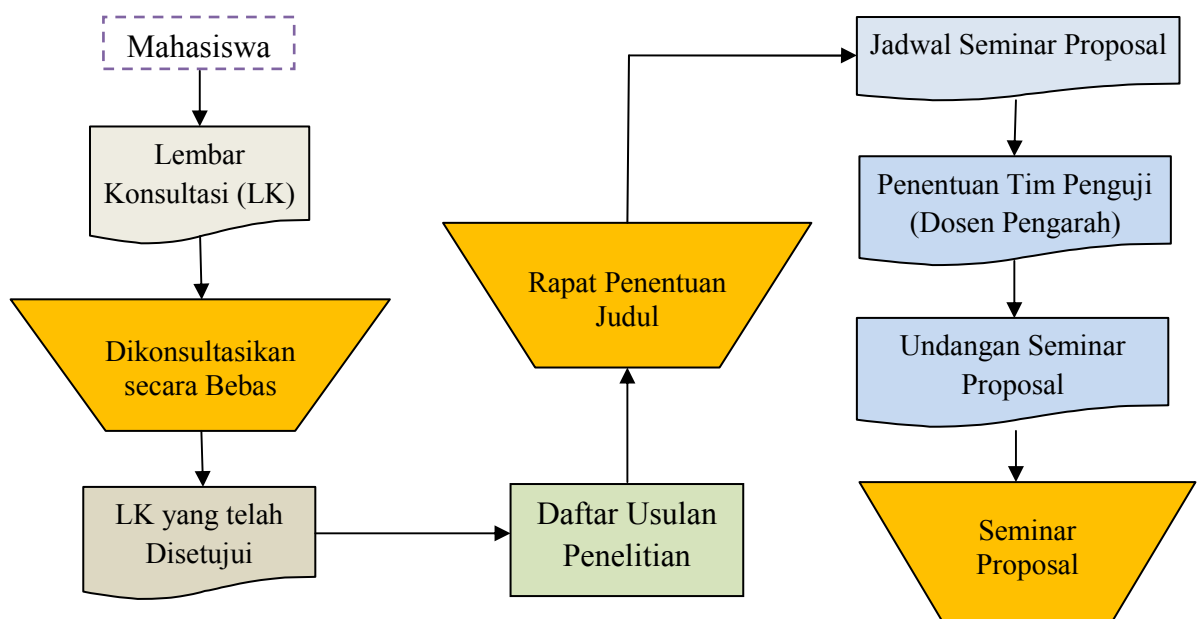 Mahasiswa
Lembar
Konsultasi (LK)
Dikonsultasikan
secara Bebas
LK yang telah
Disetujui
Daftar Usulan
Penelitian
Rapat Penentuan
Judul
Jadwal Seminar Proposal
Penentuan Tim Penguji
(Dosen Pengarah)
Undangan Seminar
Proposal
Seminar
Proposal